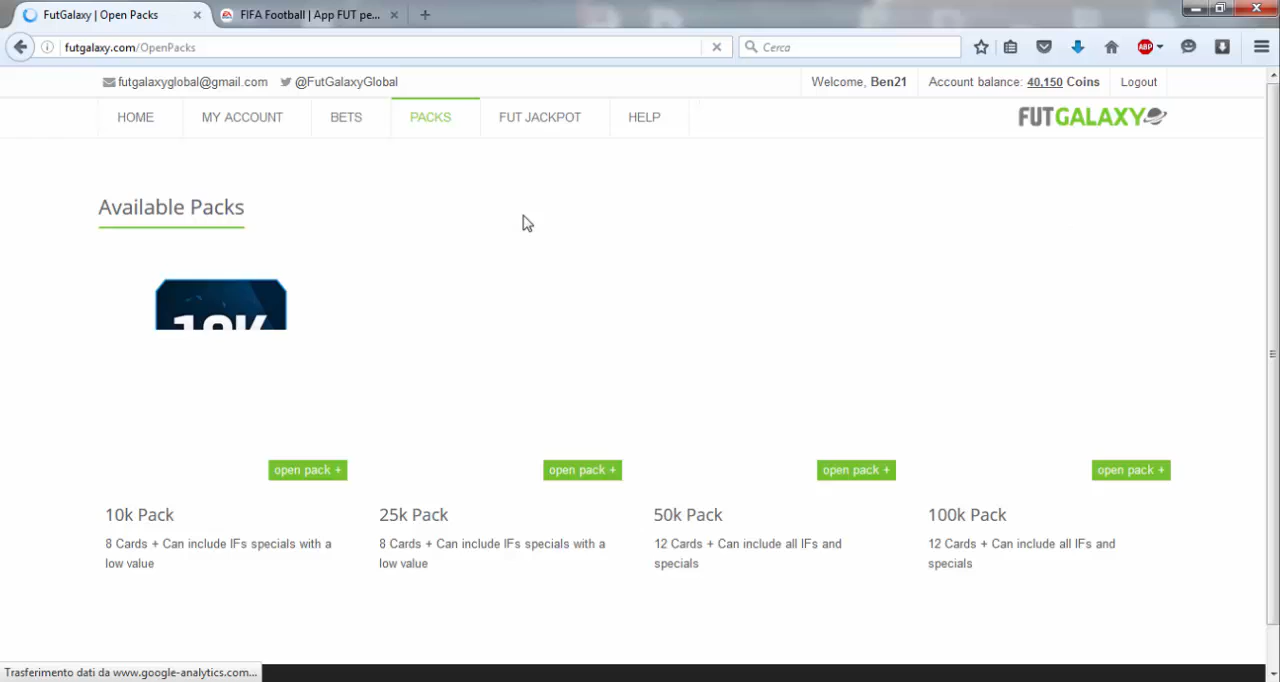 FutGalaxy | Open Packs
FIFA Football | App FUT pe...
futgalaxy.com/OpenPacks
Cerca
ABP
futgalaxyglobal@gmail.com @FutGalaxyGlobal
Welcome, Ben21
Account balance: 40,150 Coins
Logout
HOME
MY ACCOUNT
BETS
PACKS
FUT JACKPOT
HELP
FUTGALAXY
Available Packs
10K
open pack +
open pack +
open pack +
open pack +
10k Pack
8 Cards + Can include IFs specials with a
low value
25k Pack
8 Cards + Can include IFs specials with a
low value
50k Pack
12 Cards + Can include all IFs and
specials
100k Pack
12 Cards + Can include all IFs and
specials
Trasferimento dati da www.google-analytics.com...